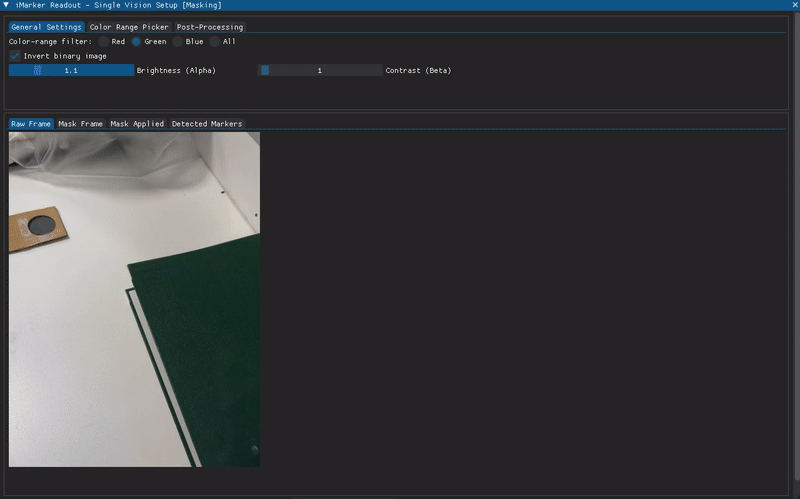 iMarker Readout - Single Vision Setup [Masking]
General Settings Color Range Picker Post-Processing
Color-range filter: Red Green Blue All
Invert binary image
1.1 Brightness (Alpha) 1 Contrast (Beta)
Raw Frame Mask Frame Mask Applied Detected Markers